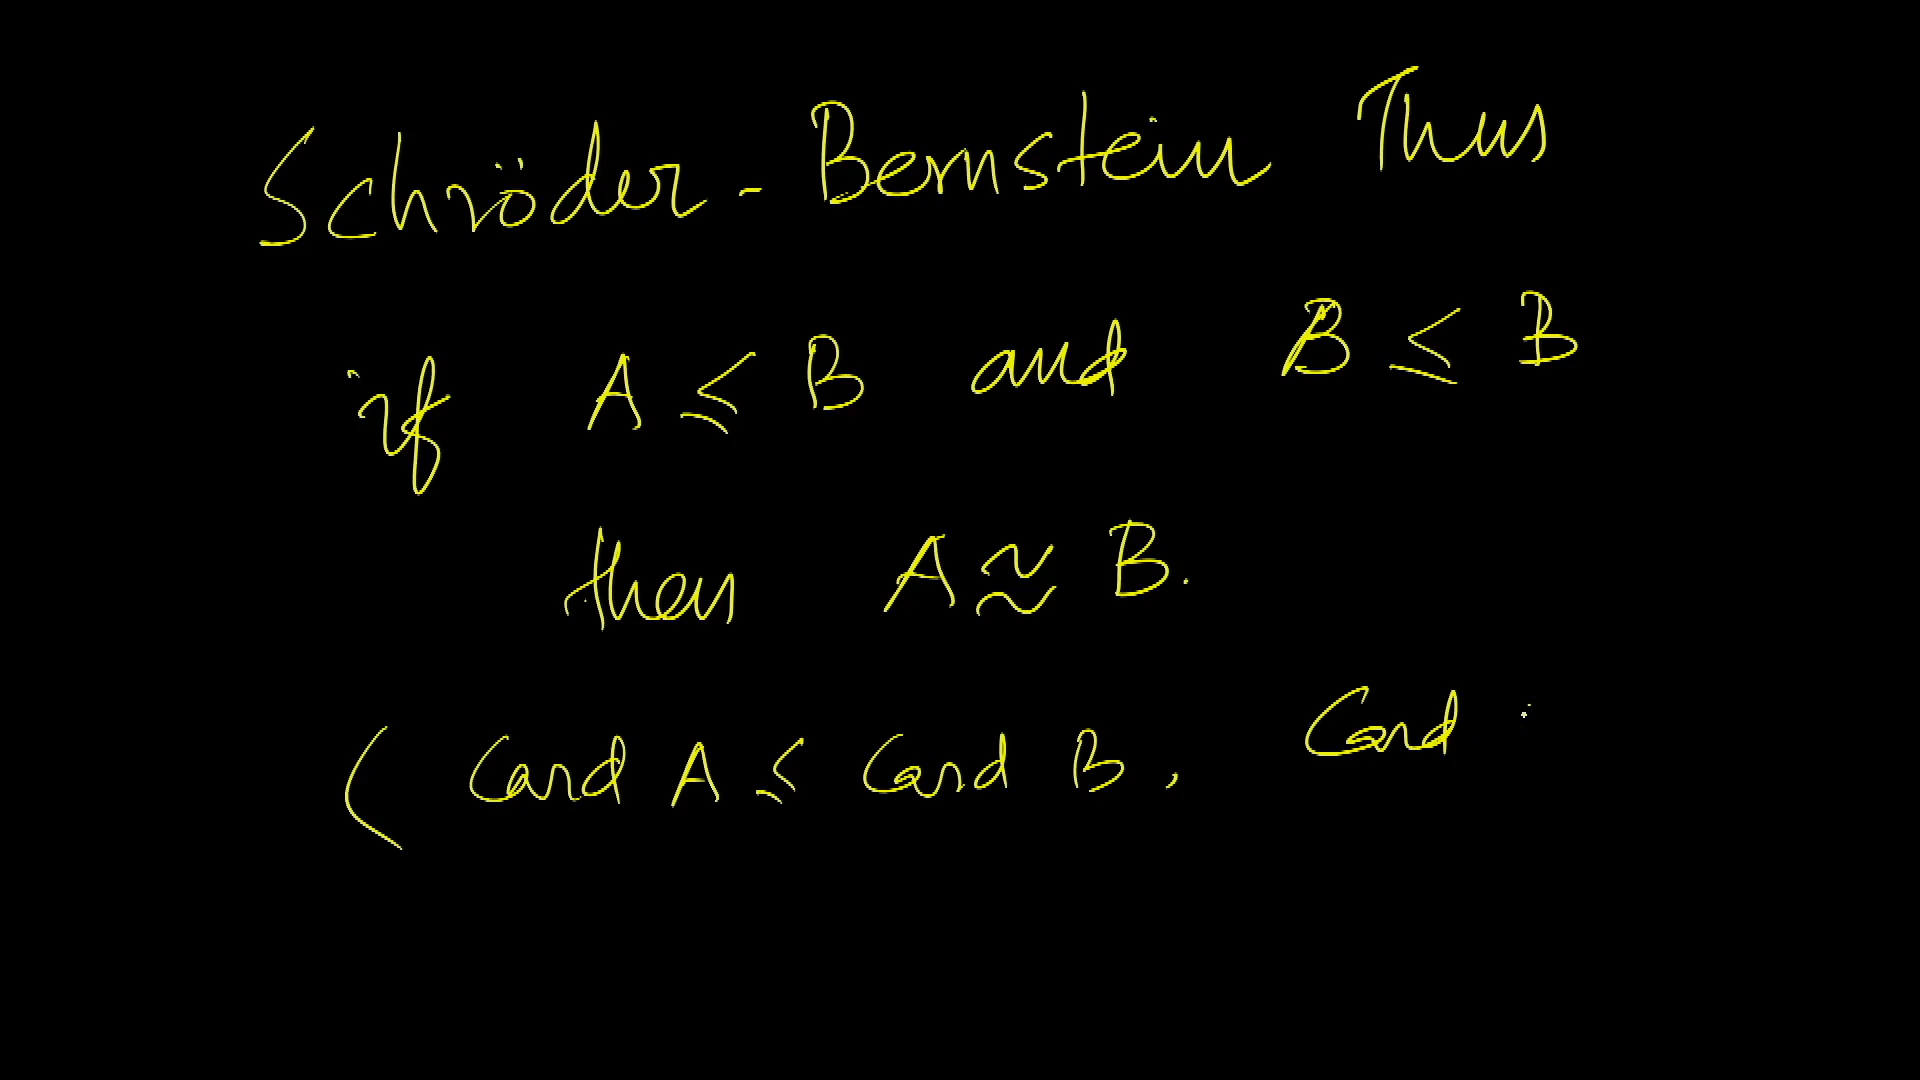 Schröder - Bernstein Thm
if A ≤ B and B ≤ B
then A ≈ B.
( Card A ≤ Card B, Card